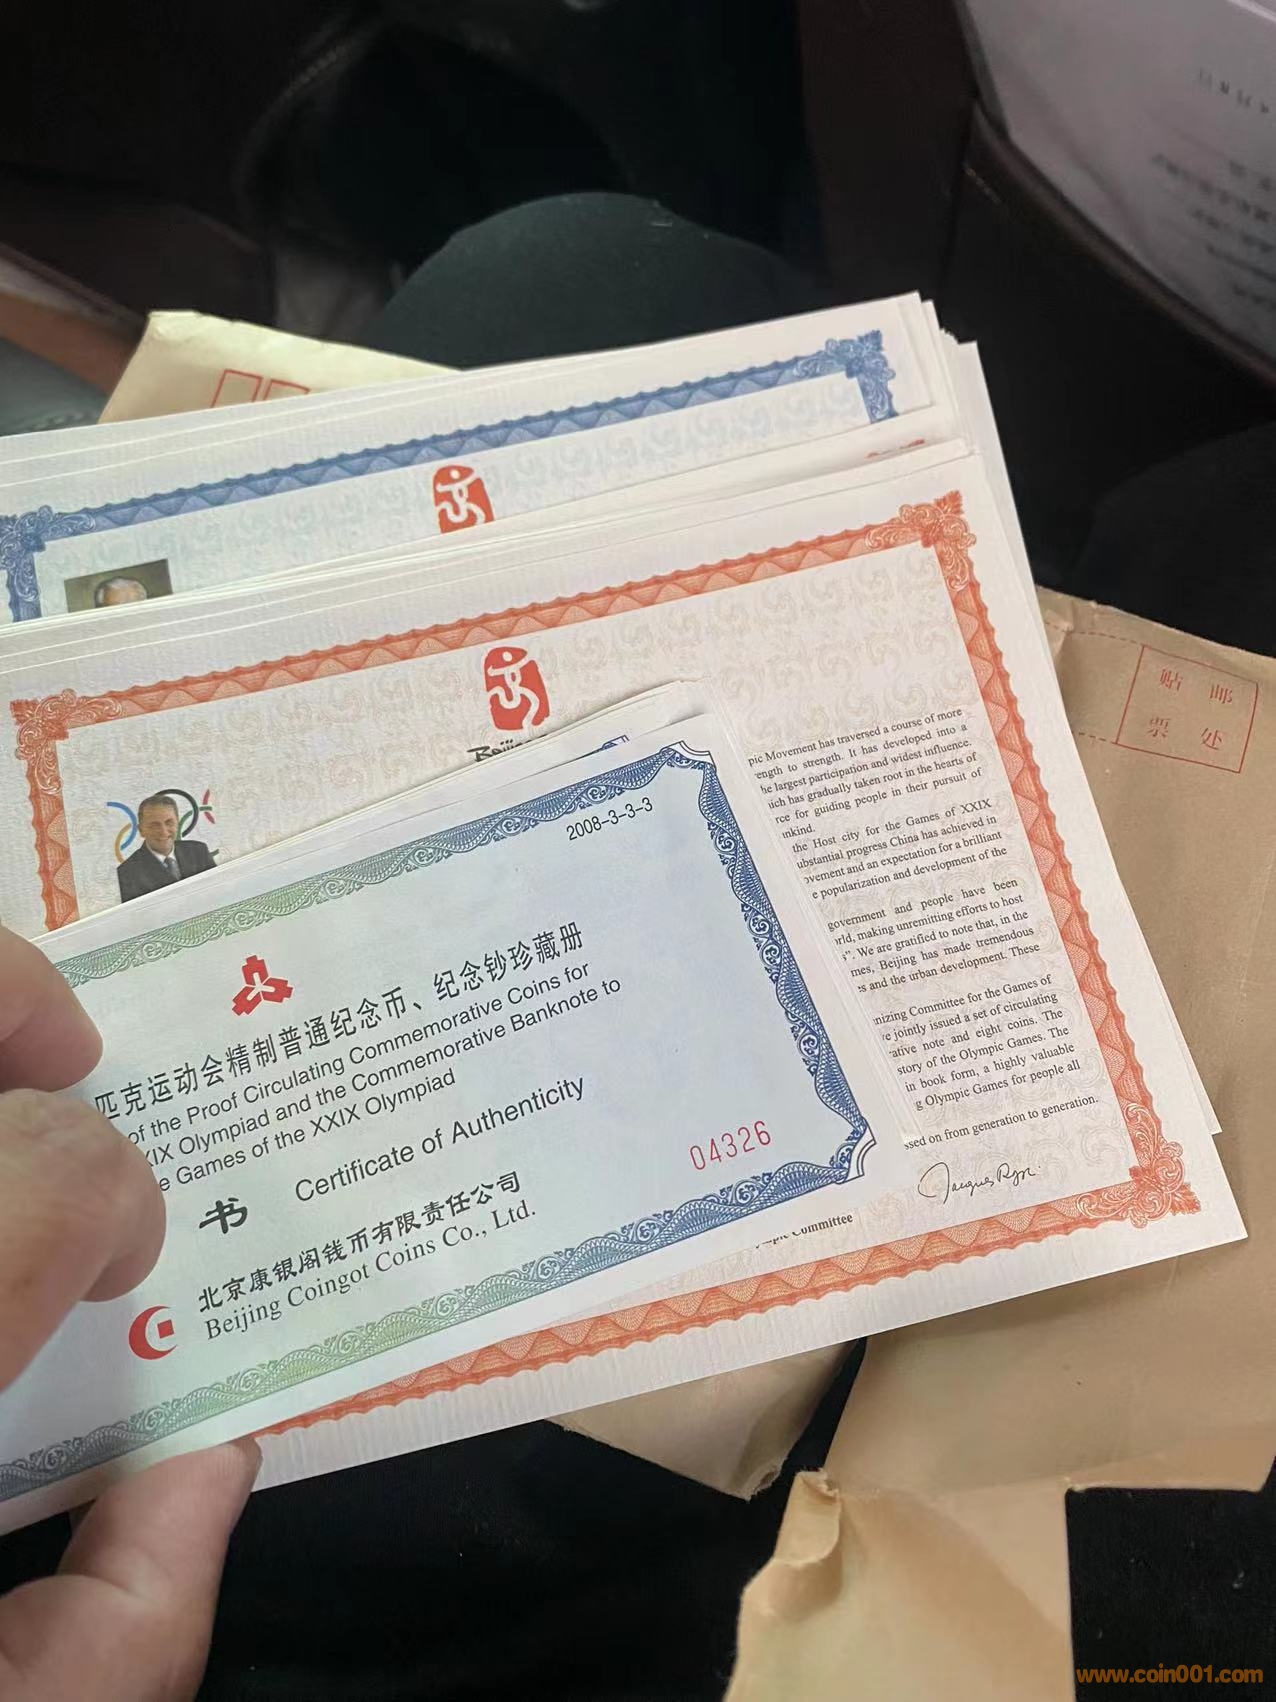 2008-3-3-3
匹克运动会精制普通纪念币、纪念钞珍藏册
of the Proof Circulating Commemorative Coins for
XIX Olympiad and the Commemorative Banknote to
e Games of the XXIX Olympiad
书 Certificate of Authenticity
04326
北京康银阁钱币有限责任公司
Beijing Coingot Coins Co., Ltd.
Beijing
pic Movement has traversed a course of more
ength to strength. It has developed into a
he largest participation and widest influence.
ich has gradually taken root in the hearts of
rce for guiding people in their pursuit of
nkind.
the Host city for the Games of XXIX
ubstantial progress China has achieved in
ovement and an expectation for a brilliant
e popularization and development of the
government and people have been
rld, making unremitting efforts to host
s”. We are gratified to note that, in the
mes, Beijing has made tremendous
es and the urban development. These
nizing Committee for the Games of
e jointly issued a set of circulating
ative note and eight coins. The
story of the Olympic Games. The
in book form, a highly valuable
g Olympic Games for people all
ssed on from generation to generation.
mpic Committee
贴 邮
票 处
www.coin001.com